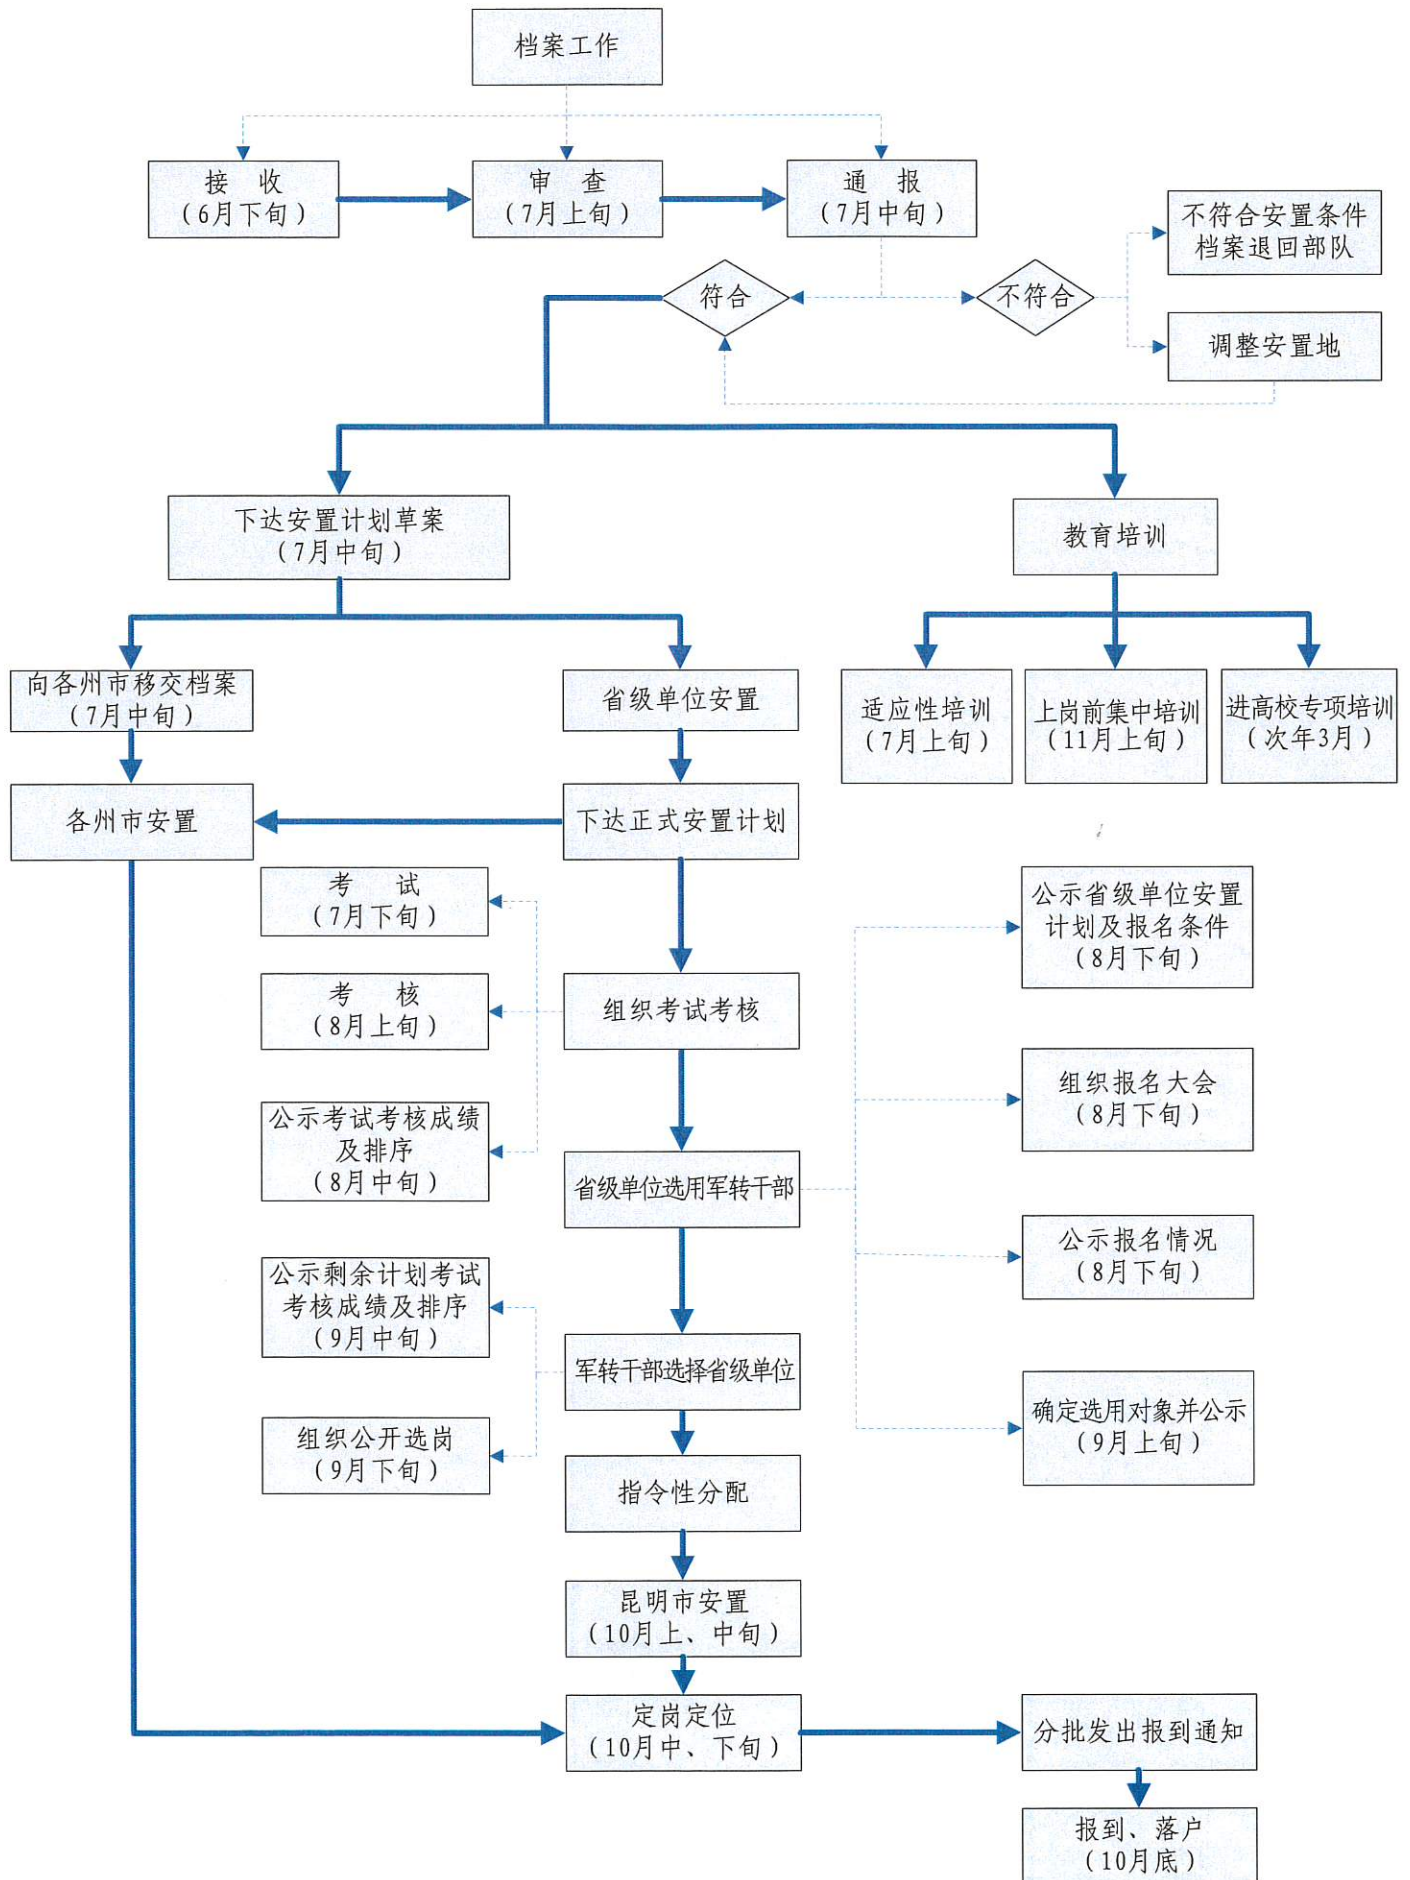 档案工作
接 收
（6月下旬）
审 查
（7月上旬）
通 报
（7月中旬）
不符合安置条件
档案退回部队
符合
不符合
调整安置地
下达安置计划草案
（7月中旬）
教育培训
向各州市移交档案
（7月中旬）
省级单位安置
适应性培训
（7月上旬）
上岗前集中培训
（11月上旬）
进高校专项培训
（次年3月）
各州市安置
下达正式安置计划
考 试
（7月下旬）
公示省级单位安置
计划及报名条件
（8月下旬）
考 核
（8月上旬）
组织考试考核
组织报名大会
（8月下旬）
公示考试考核成绩
及排序
（8月中旬）
省级单位选用军转干部
公示报名情况
（8月下旬）
公示剩余计划考试
考核成绩及排序
（9月中旬）
军转干部选择省级单位
确定选用对象并公示
（9月上旬）
组织公开选岗
（9月下旬）
指令性分配
昆明市安置
（10月上、中旬）
定岗定位
（10月中、下旬）
分批发出报到通知
报到、落户
（10月底）